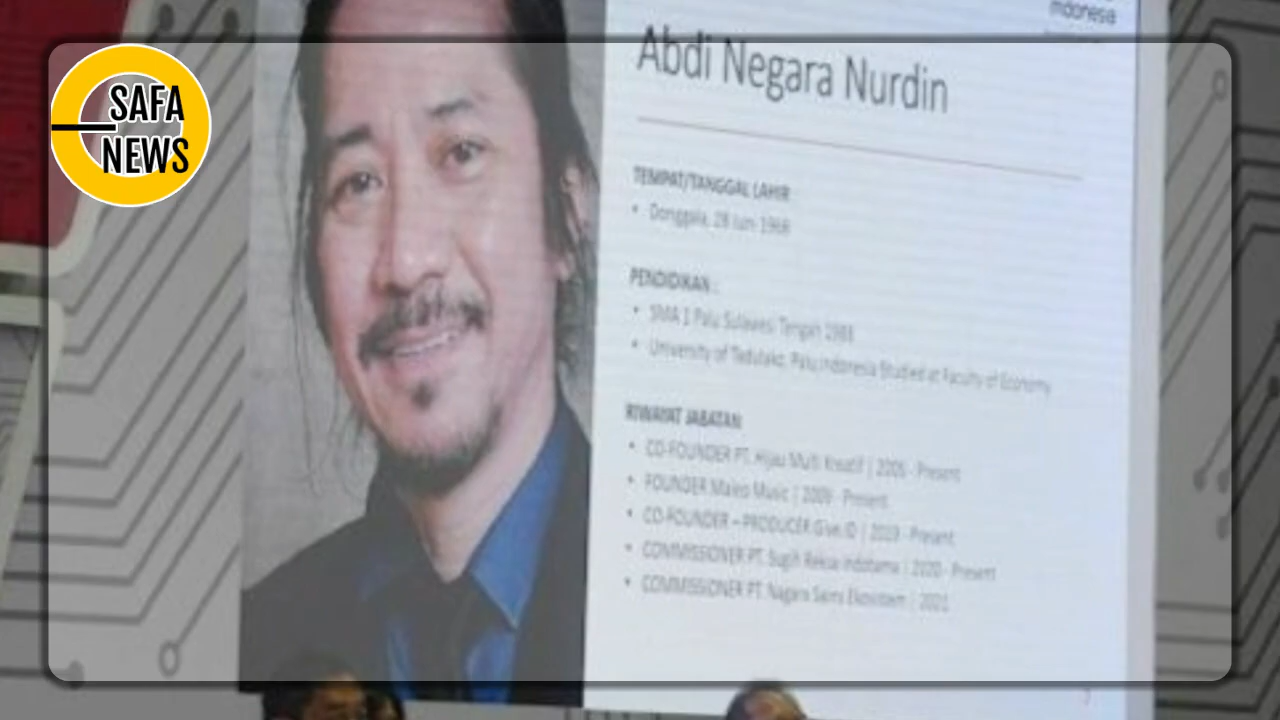 SAFA
NEWS
Indonesia
Abdi Negara Nurdin
TEMPAT/TANGGAL LAHIR
• Donggala, 28 Juni 1968
PENDIDIKAN :
• SMA 1 Palu Sulawesi Tengah
• University of Tadulako, Palu, Indonesia Studied at Faculty of Economy
RIWAYAT JABATAN:
• CO-FOUNDER PT. Hijau Multi Kreatif | 2005 - Present
• FOUNDER Maleo Music | 2009 - Present
• CO-FOUNDER – PRODUCER Give.ID | 2019 - Present
• COMMISSIONER PT. Sugih Reksa Indotama | 2020 - Present
• COMMISSIONER PT. Nagara Sains Ekosistem | 2021